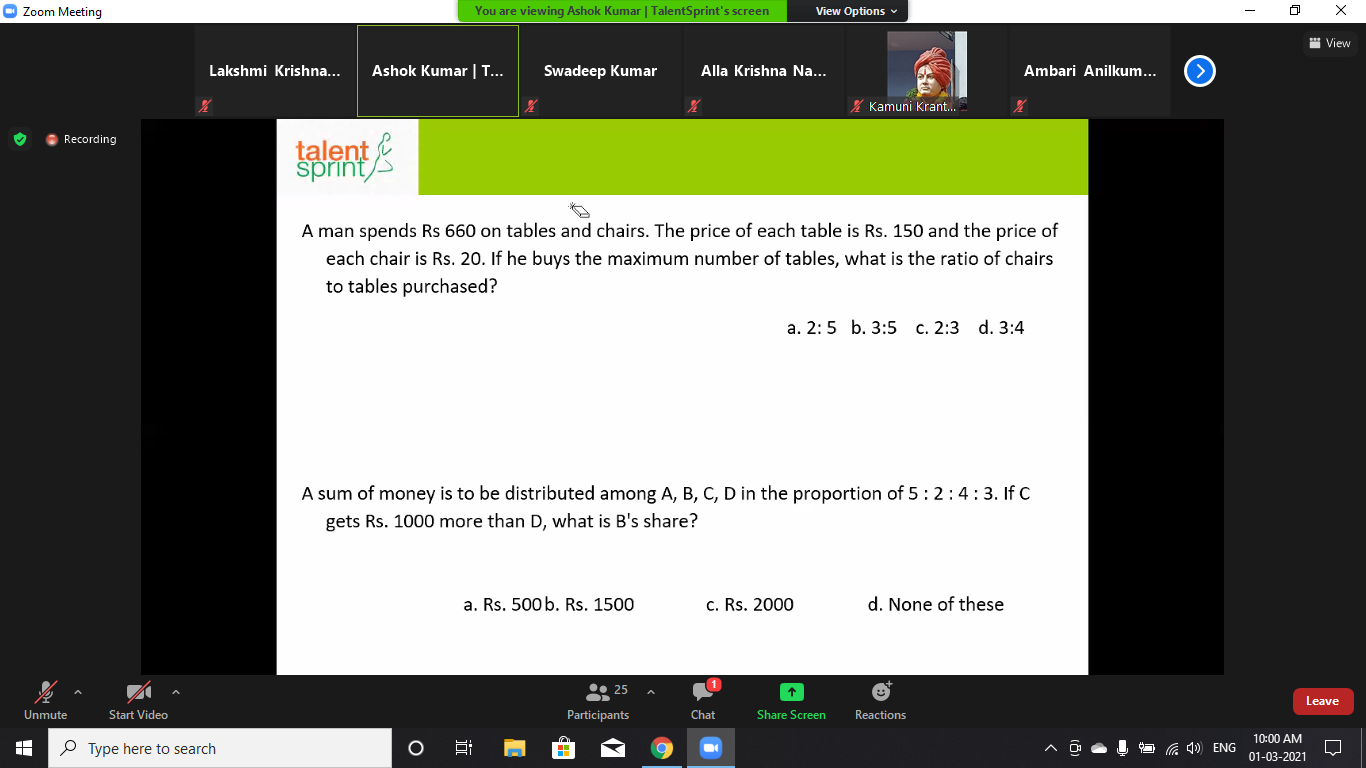 Zoom Meeting
You are viewing Ashok Kumar | TalentSprint's screen
View Options
Lakshmi Krishna...
Ashok Kumar | T...
Swadeep Kumar
Alla Krishna Na...
Kamuni Krant...
Ambari Anilkum...
View
Recording
talent
sprint
A man spends Rs 660 on tables and chairs. The price of each table is Rs. 150 and the price of
each chair is Rs. 20. If he buys the maximum number of tables, what is the ratio of chairs
to tables purchased?
a. 2: 5 b. 3:5 c. 2:3 d. 3:4
A sum of money is to be distributed among A, B, C, D in the proportion of 5 : 2 : 4 : 3. If C
gets Rs. 1000 more than D, what is B's share?
a. Rs. 500b. Rs. 1500 c. Rs. 2000 d. None of these
Unmute
Start Video
25
Participants
1
Chat
Share Screen
Reactions
Leave
Type here to search
ENG
10:00 AM
01-03-2021